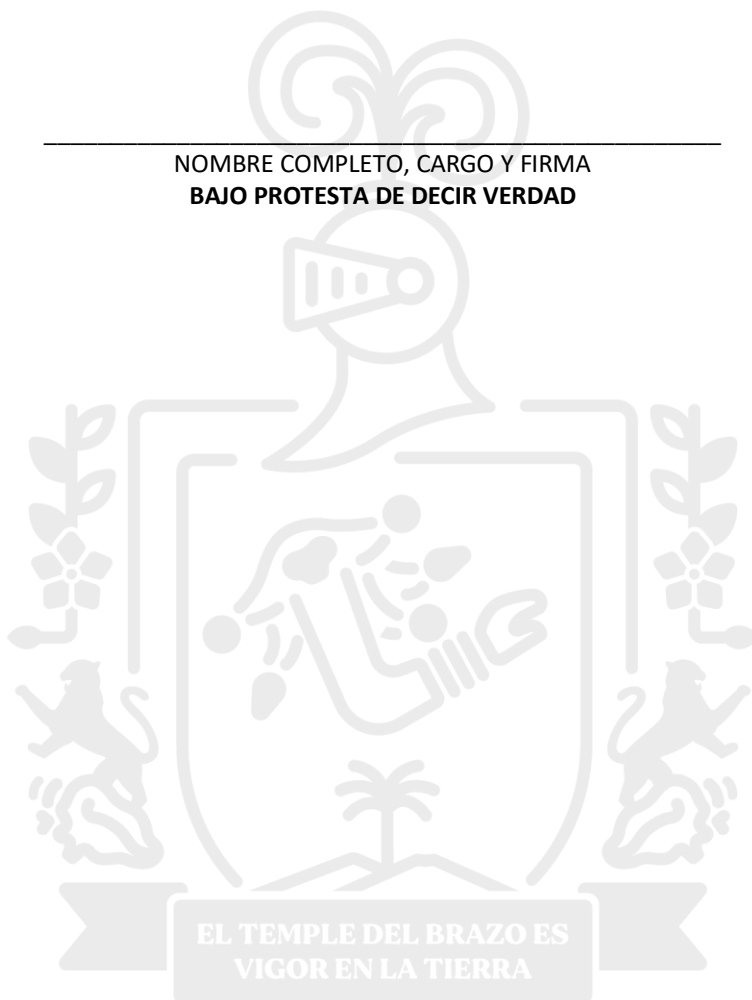 NOMBRE COMPLETO, CARGO Y FIRMA
BAJO PROTESTA DE DECIR VERDAD
EL TEMPLE DEL BRAZO ES
VIGOR EN LA TIERRA